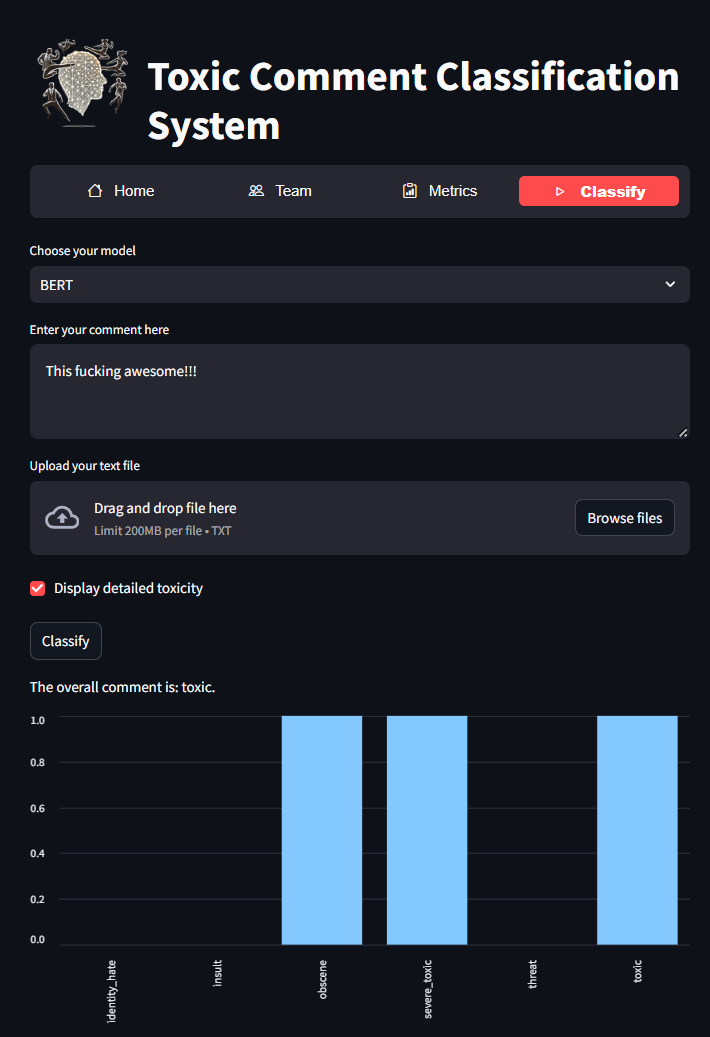 Toxic Comment Classification
System
Home
Team
Metrics
Classify
Choose your model
BERT
Enter your comment here
This fucking awesome!!!
Upload your text file
Drag and drop file here
Limit 200MB per file • TXT
Browse files
Display detailed toxicity
Classify
The overall comment is: toxic.
1.0
0.8
0.6
0.4
0.2
0.0
identity_hate
insult
obscene
severe_toxic
threat
toxic